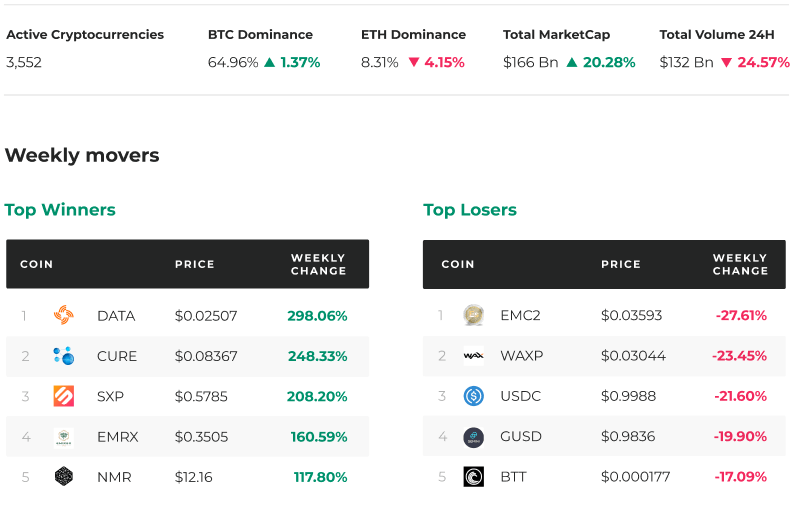 Active Cryptocurrencies BTC Dominance ETH Dominance Total MarketCap Total Volume 24H
3,552 64.96% ▲ 1.37% 8.31% ▼ 4.15% $166 Bn ▲ 20.28% $132 Bn ▼ 24.57%
Weekly movers
Top Winners
COIN PRICE WEEKLY CHANGE
1 DATA $0.02507 298.06%
2 CURE $0.08367 248.33%
3 SXP $0.5785 208.20%
4 EMRX $0.3505 160.59%
5 NMR $12.16 117.80%
Top Losers
COIN PRICE WEEKLY CHANGE
1 EMC2 $0.03593 -27.61%
2 WAX WAXP $0.03044 -23.45%
3 USDC $0.9988 -21.60%
4 GUSD $0.9836 -19.90%
5 BTT $0.000177 -17.09%